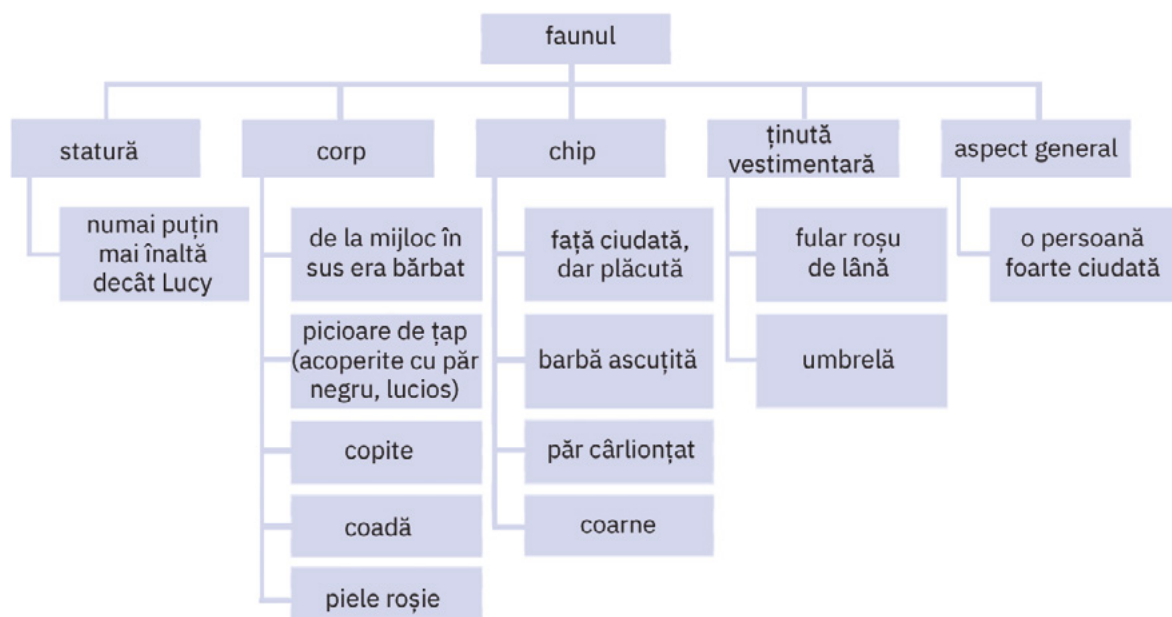 faunul
statură
numai puțin
mai înaltă
decât Lucy
corp
de la mijloc în
sus era bărbat
picioare de țap
(acoperite cu păr
negru, lucios)
copite
coadă
piele roșie
chip
față ciudată,
dar plăcută
barbă ascuțită
păr cârlionțat
coarne
ținută
vestimentară
fular roșu
de lână
umbrelă
aspect general
o persoană
foarte ciudată